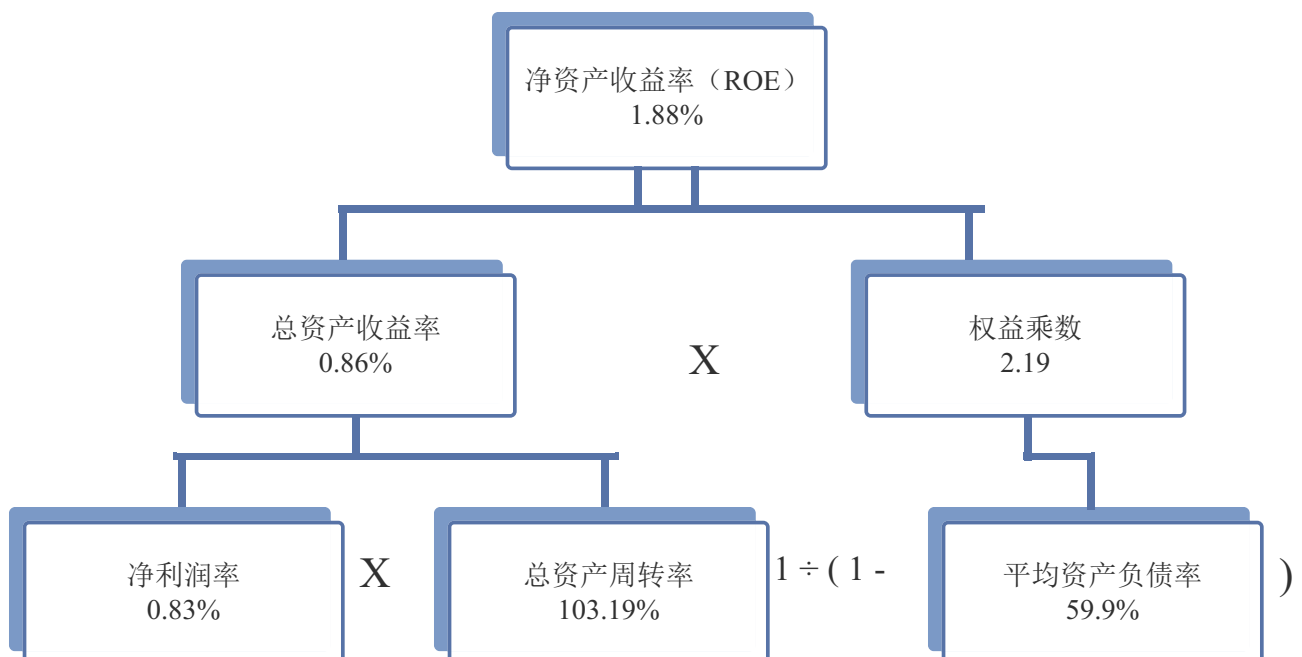 净资产收益率（ROE）
1.88%
总资产收益率
0.86%
X
权益乘数
2.19
净利润率
0.83%
X
总资产周转率
103.19%
1 ÷ ( 1 -
平均资产负债率
59.9%
)